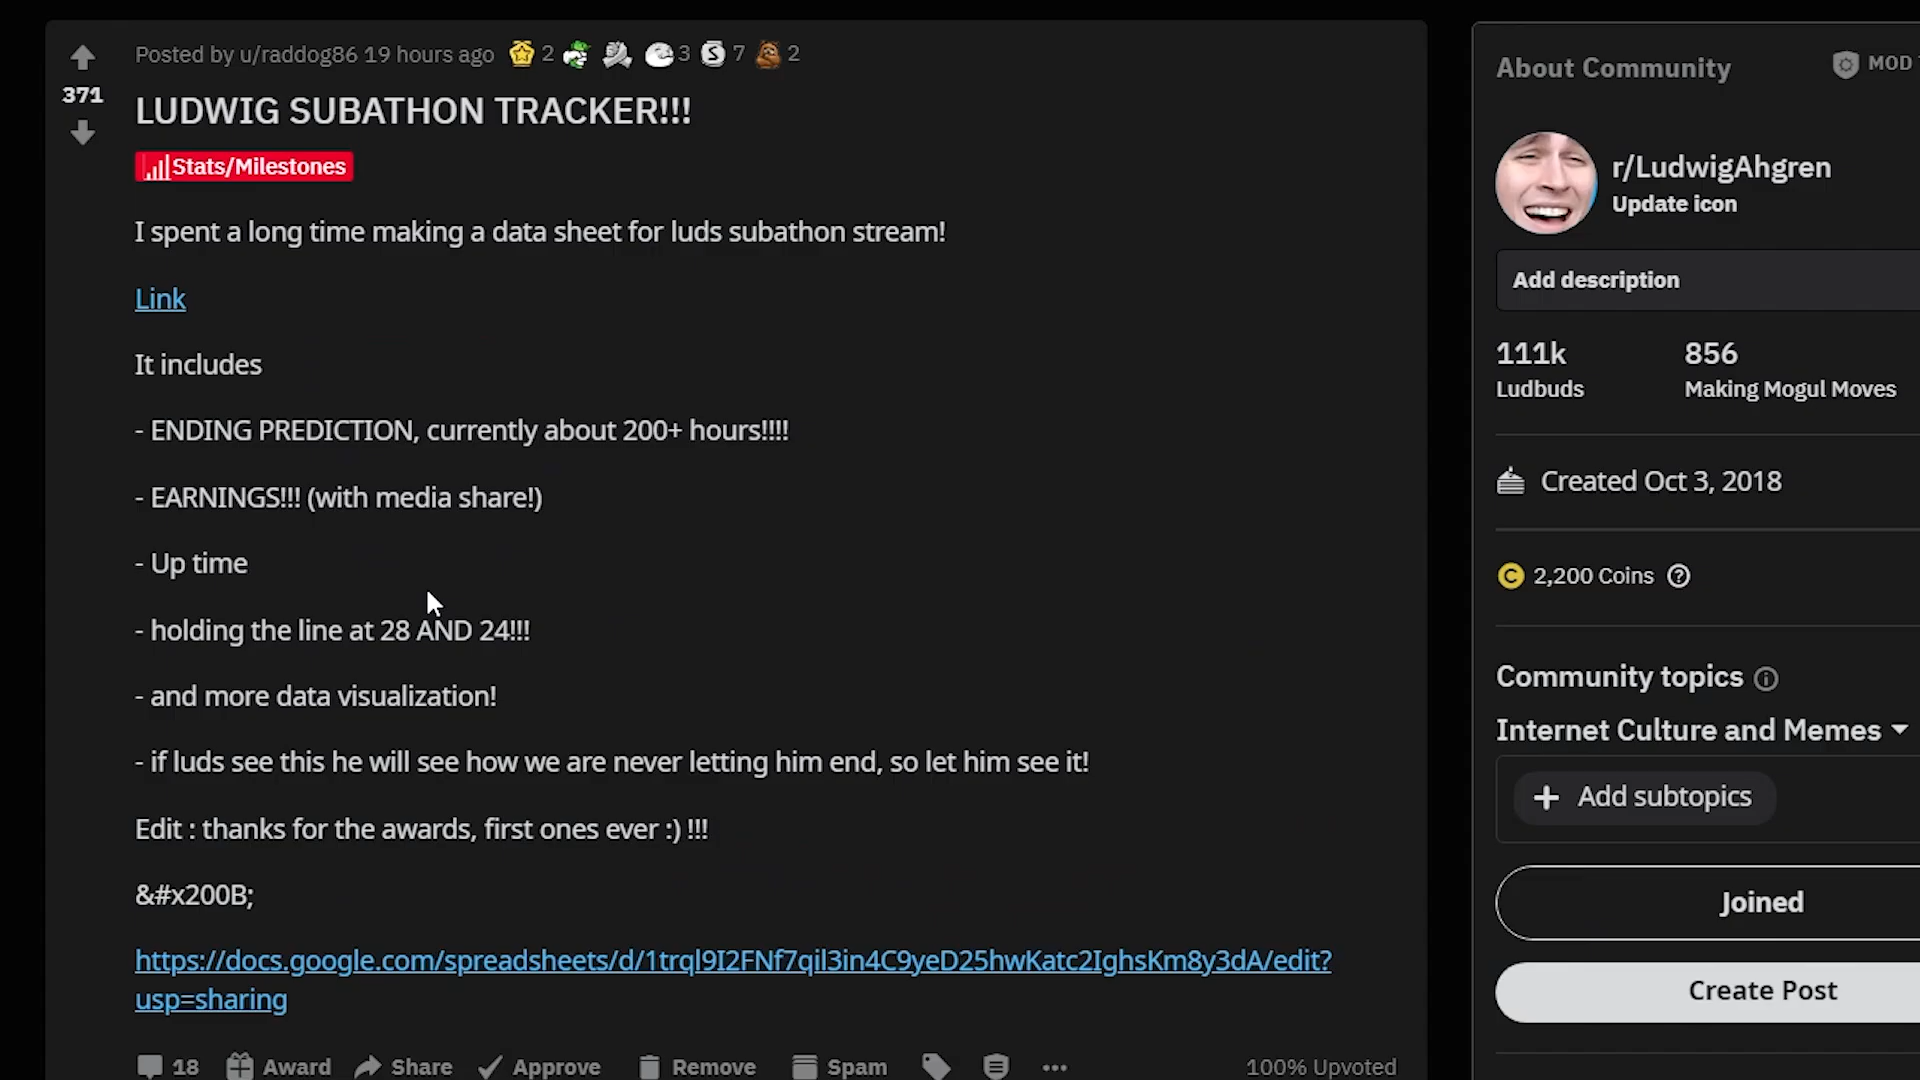 Posted by u/raddog86 19 hours ago 2 3 7 2
371
LUDWIG SUBATHON TRACKER!!!
Stats/Milestones
I spent a long time making a data sheet for luds subathon stream!
Link
It includes
- ENDING PREDICTION, currently about 200+ hours!!!!
- EARNINGS!!! (with media share!)
- Up time
- holding the line at 28 AND 24!!!
- and more data visualization!
- if luds see this he will see how we are never letting him end, so let him see it!
Edit : thanks for the awards, first ones ever :) !!!
&#x200B;
https://docs.google.com/spreadsheets/d/1trql9I2FNf7qil3in4C9yeD25hwKatc2IghsKm8y3dA/edit?
usp=sharing
18 Award Share Approve Remove Spam ••• 100% Upvoted
About Community MOD
r/LudwigAhgren
Update icon
Add description
111k 856
Ludbuds Making Mogul Moves
Created Oct 3, 2018
2,200 Coins
Community topics
Internet Culture and Memes
+ Add subtopics
Joined
Create Post